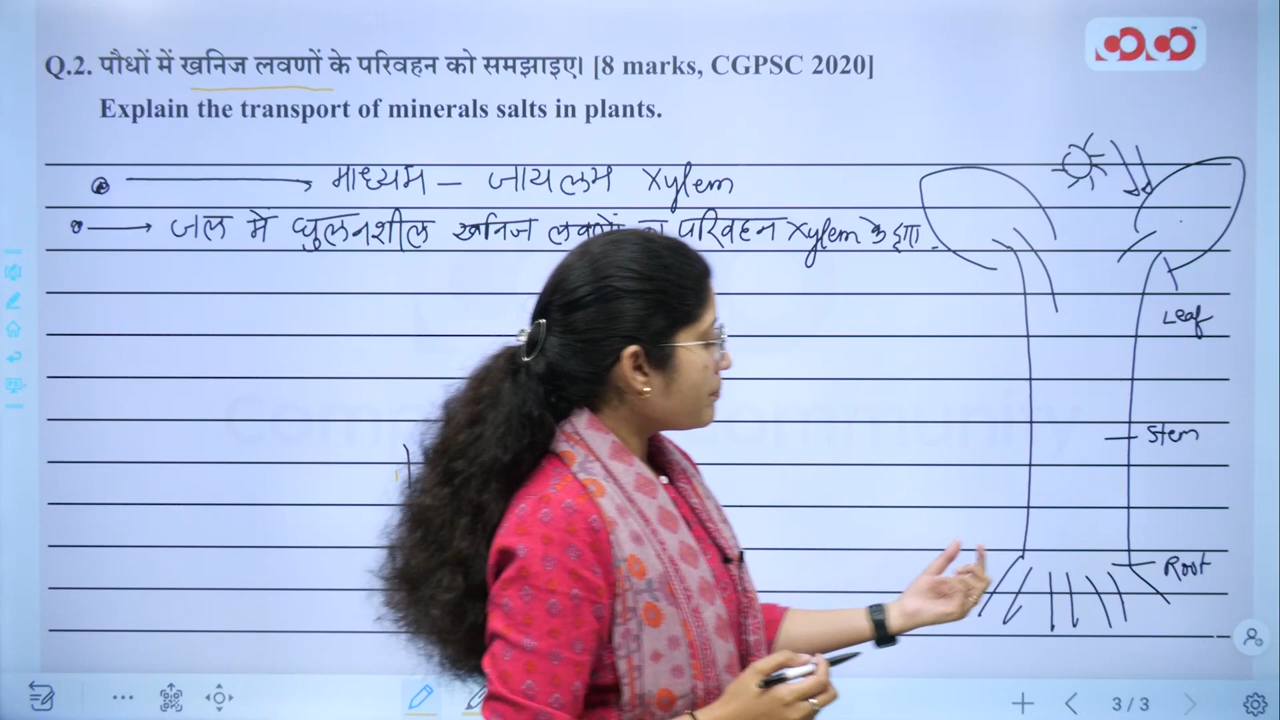 Q.2. पौधों में खनिज लवणों के परिवहन को समझाइए। [8 marks, CGPSC 2020]
Explain the transport of minerals salts in plants.
माध्यम – जायलम Xylem
जल में घुलनशील खनिज लवणों का परिवहन Xylem के द्वारा
Leaf
Stem
Root
3/3